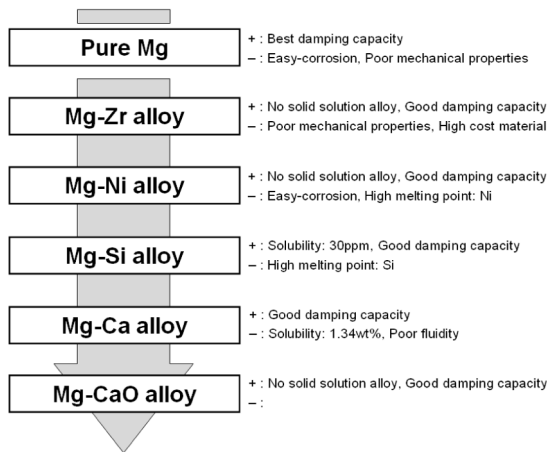 Pure Mg
+ : Best damping capacity
– : Easy-corrosion, Poor mechanical properties
Mg-Zr alloy
+ : No solid solution alloy, Good damping capacity
– : Poor mechanical properties, High cost material
Mg-Ni alloy
+ : No solid solution alloy, Good damping capacity
– : Easy-corrosion, High melting point: Ni
Mg-Si alloy
+ : Solubility: 30ppm, Good damping capacity
– : High melting point: Si
Mg-Ca alloy
+ : Good damping capacity
– : Solubility: 1.34wt%, Poor fluidity
Mg-CaO alloy
+ : No solid solution alloy, Good damping capacity
– :